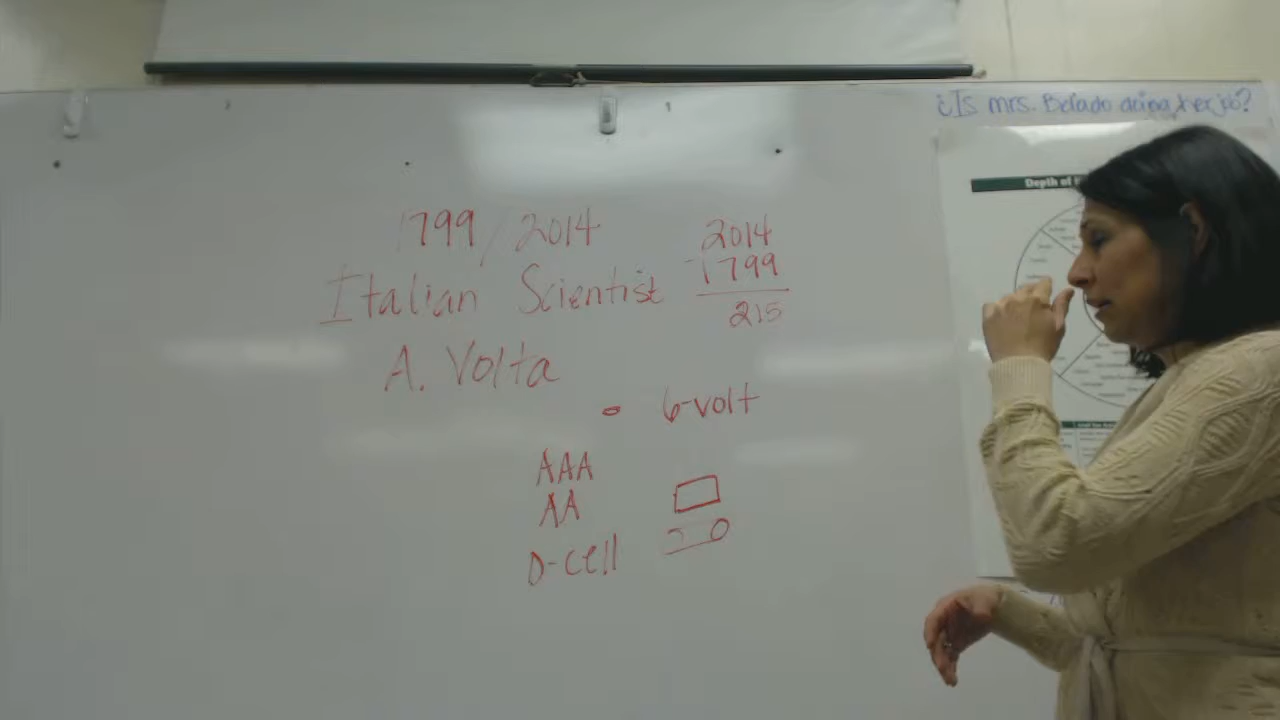 ¿Is mrs. Belado doing her job?
Depth of
1799 / 2014
Italian Scientist
A. Volta
2014
-1799
215
6-volt
AAA
AA
D-cell